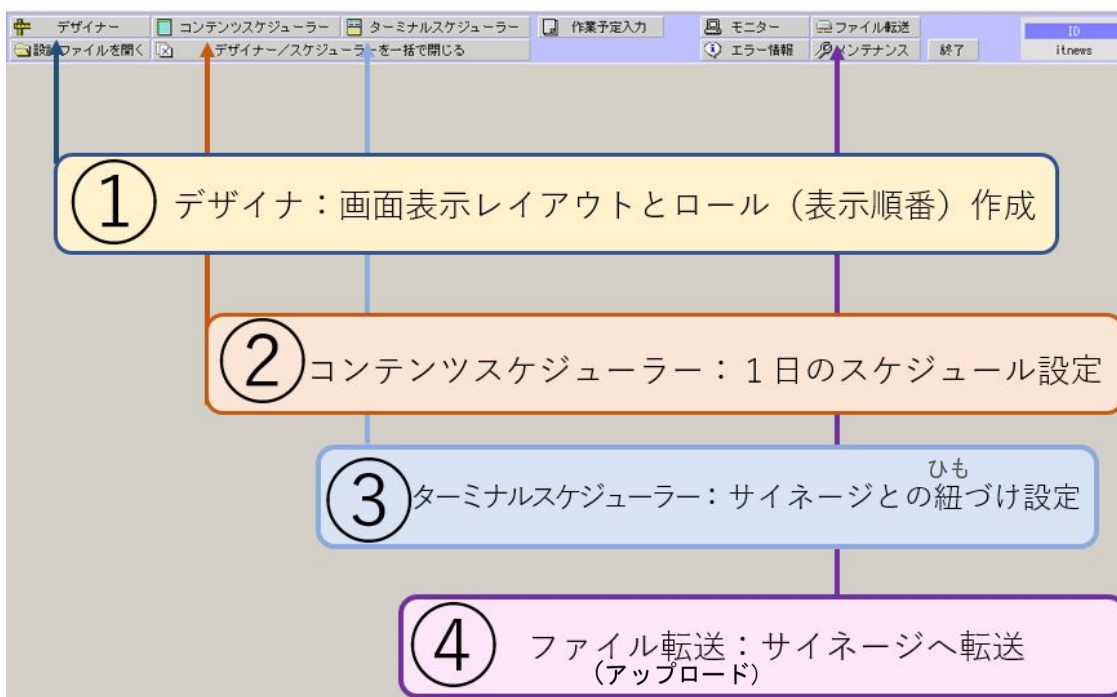 デザイナー コンテンツスケジューラー ターミナルスケジューラー 作業予定入力 モニター ファイル転送 ID
設定ファイルを開く デザイナー／スケジューラーを一括で閉じる エラー情報 メンテナンス 終了 itnews
① デザイナ：画面表示レイアウトとロール（表示順番）作成
② コンテンツスケジューラー：１日のスケジュール設定
ひも
③ ターミナルスケジューラー：サイネージとの紐づけ設定
④ ファイル転送：サイネージへ転送
（アップロード）